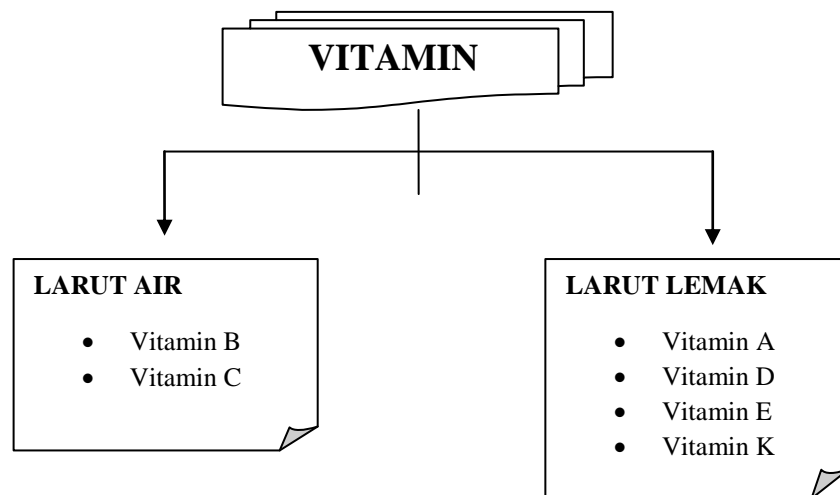 VITAMIN
LARUT AIR
• Vitamin B
• Vitamin C
LARUT LEMAK
• Vitamin A
• Vitamin D
• Vitamin E
• Vitamin K